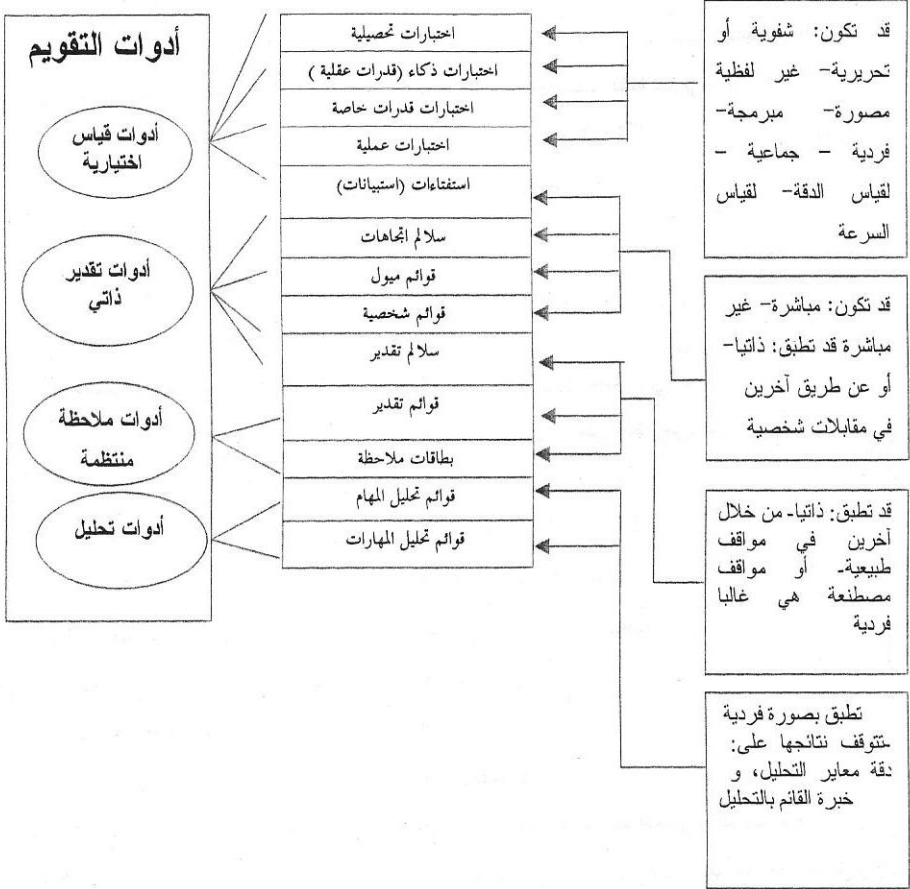 أدوات التقويم
أدوات قياس
اختيارية
أدوات تقدير
ذاتي
أدوات ملاحظة
منتظمة
أدوات تحليل
اختبارات تحصيلية
اختبارات ذكاء (قدرات عقلية )
اختبارات قدرات خاصة
اختبارات عملية
استفتاءات (استبيانات)
سلالم اتجاهات
قوائم ميول
قوائم شخصية
سلالم تقدير
قوائم تقدير
بطاقات ملاحظة
قوائم تحليل المهام
قوائم تحليل المهارات
قد تكون: شفوية أو
تحريرية- غير لفظية
مصورة- مبرمجة-
فردية – جماعية –
لقياس الدقة- لقياس
السرعة
قد تكون: مباشرة- غير
مباشرة قد تطبق: ذاتيا-
أو عن طريق آخرين
في مقابلات شخصية
قد تطبق: ذاتيا- من خلال
آخرين في مواقف
طبيعية- أو مواقف
مصطنعة هي غالبا
فردية
تطبق بصورة فردية
-تتوقف نتائجها على:
دقة معاير التحليل، و
خبرة القائم بالتحليل